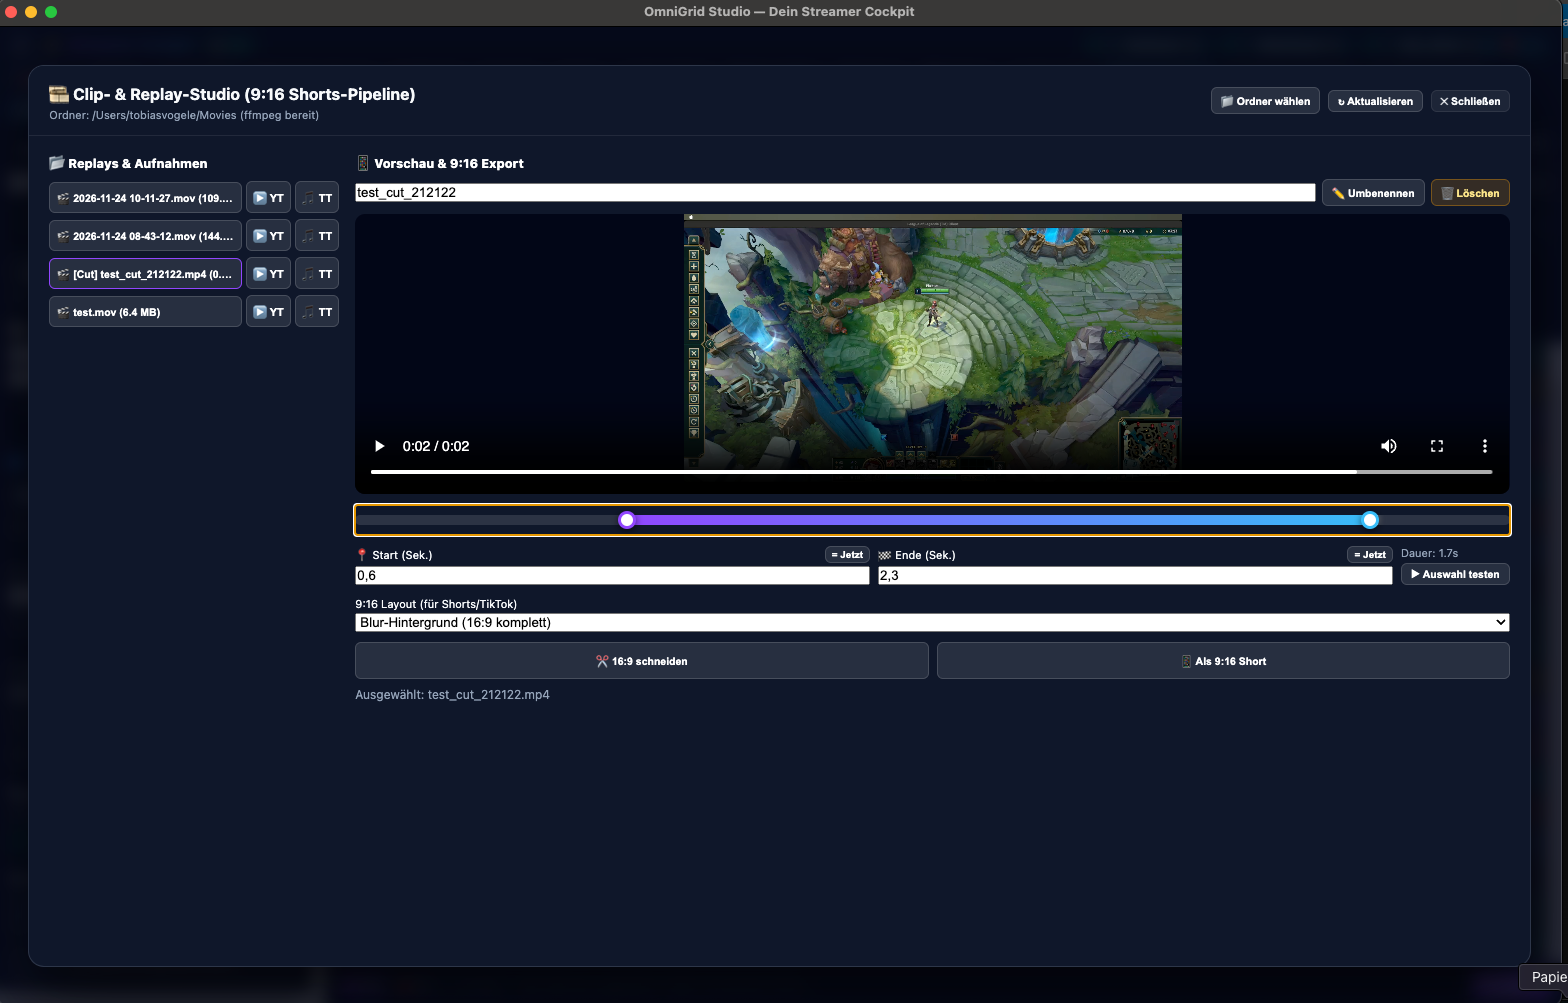 OmniGrid Studio — Dein Streamer Cockpit
Clip- & Replay-Studio (9:16 Shorts-Pipeline)
Ordner: /Users/tobiasvogele/Movies (ffmpeg bereit)
Ordner wählen
↻ Aktualisieren
✕ Schließen
Replays & Aufnahmen
2026-11-24 10-11-27.mov (109....
YT
TT
2026-11-24 08-43-12.mov (144....
YT
TT
[Cut] test_cut_212122.mp4 (0....
YT
TT
test.mov (6.4 MB)
YT
TT
Vorschau & 9:16 Export
test_cut_212122
Umbenennen
Löschen
0:02 / 0:02
Start (Sek.)
= Jetzt
Ende (Sek.)
= Jetzt
Dauer: 1.7s
0,6
2,3
▶ Auswahl testen
9:16 Layout (für Shorts/TikTok)
Blur-Hintergrund (16:9 komplett)
16:9 schneiden
Als 9:16 Short
Ausgewählt: test_cut_212122.mp4
Papie